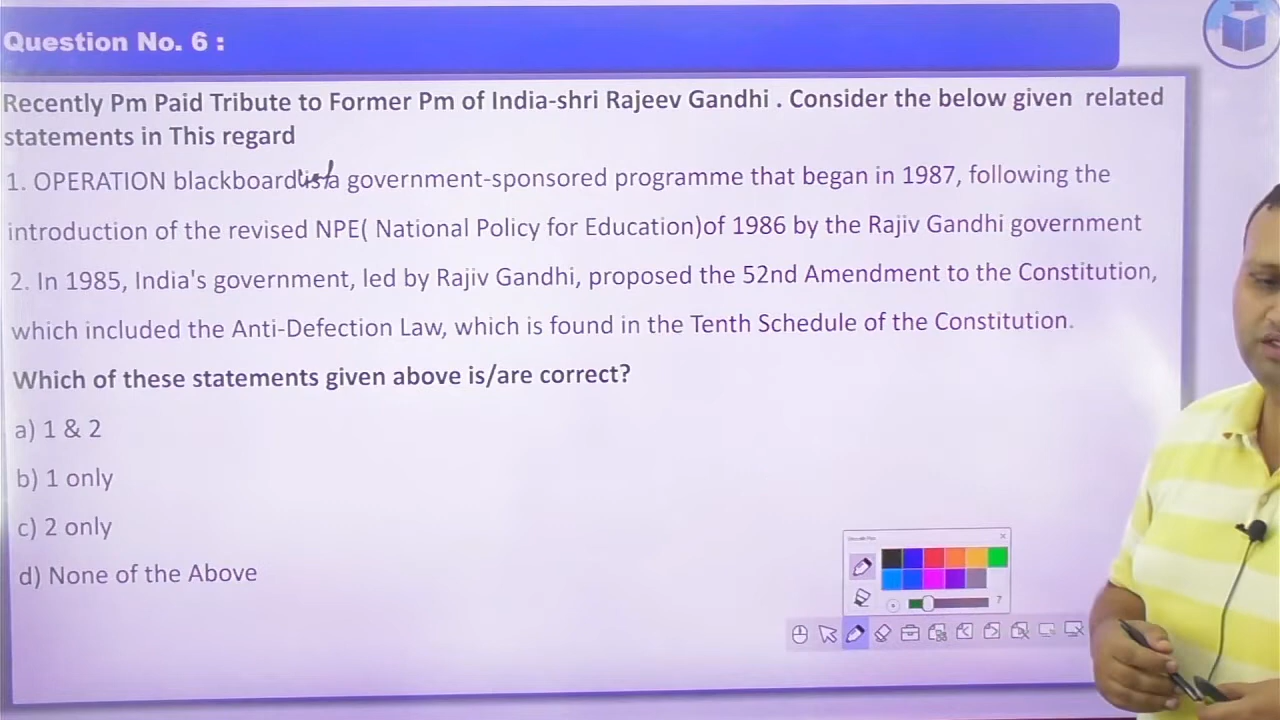 Question No. 6 :
Recently Pm Paid Tribute to Former Pm of India-shri Rajeev Gandhi . Consider the below given related
statements in This regard
1. OPERATION blackboard is a government-sponsored programme that began in 1987, following the
introduction of the revised NPE( National Policy for Education)of 1986 by the Rajiv Gandhi government
2. In 1985, India's government, led by Rajiv Gandhi, proposed the 52nd Amendment to the Constitution,
which included the Anti-Defection Law, which is found in the Tenth Schedule of the Constitution.
Which of these statements given above is/are correct?
a) 1 & 2
b) 1 only
c) 2 only
d) None of the Above
7